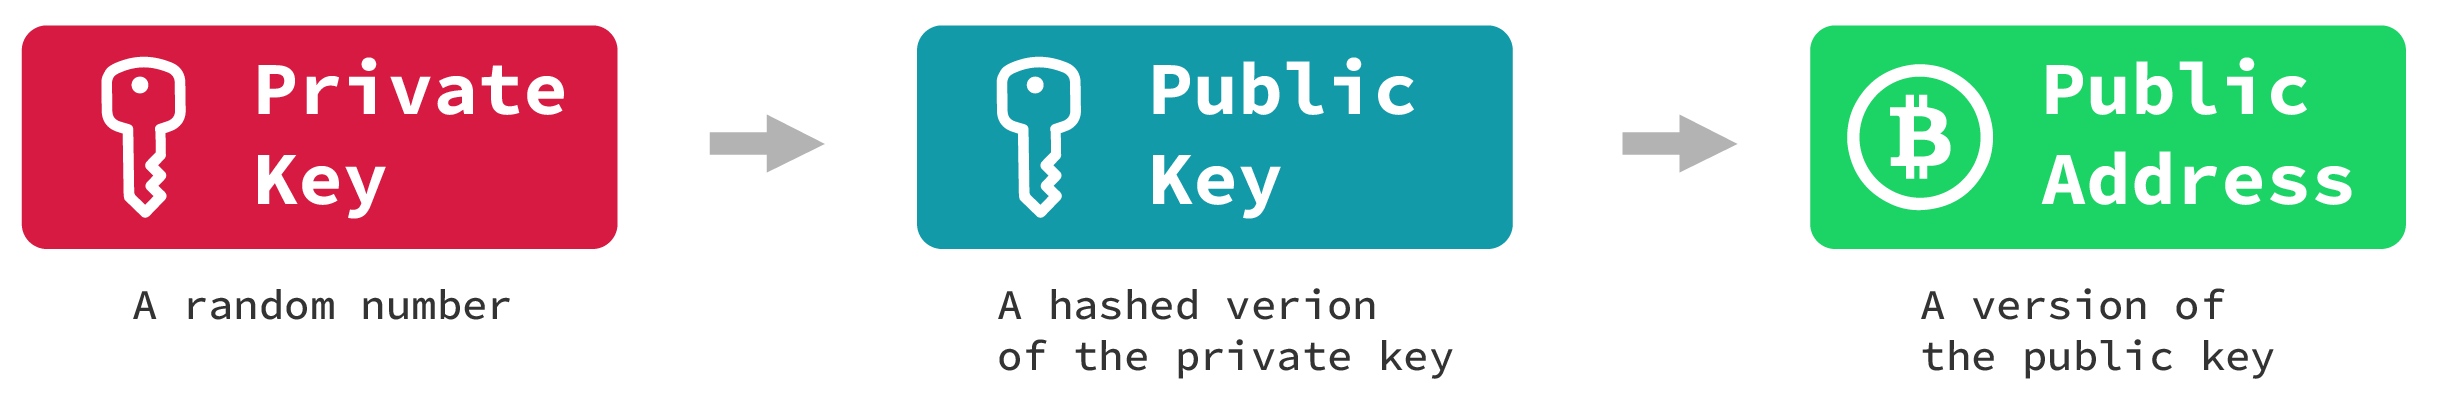 Private
Key
A random number
Public
Key
A hashed verion
of the private key
Public
Address
A version of
the public key